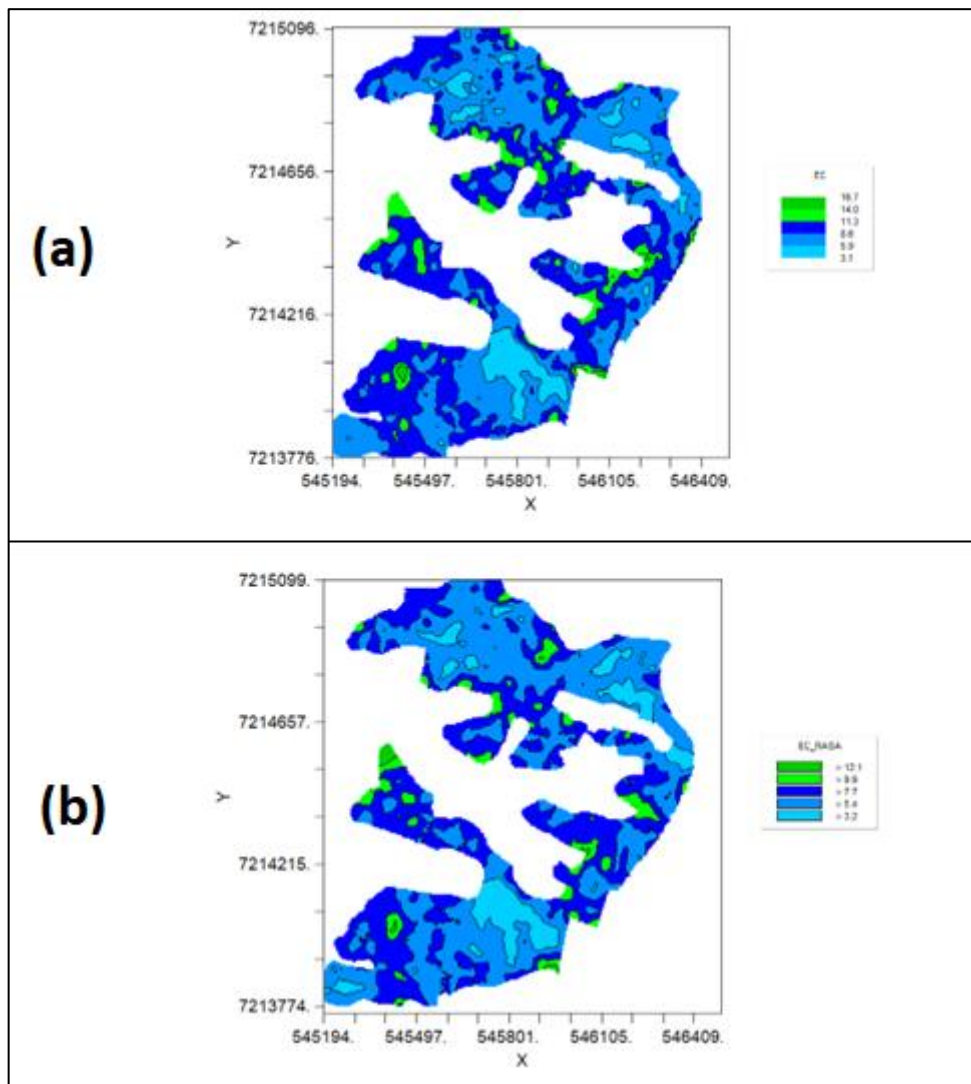 (a)
7215096.
7214656.
7214216.
7213776.
Y
545194. 545497. 545801. 546105. 546409.
X
EC
16.7
14.0
11.3
8.6
5.9
3.1
(b)
7215099.
7214657.
7214215.
7213774.
Y
545194. 545497. 545801. 546105. 546409.
X
EC_RASA
> 12.1
> 9.9
> 7.7
> 5.4
> 3.2